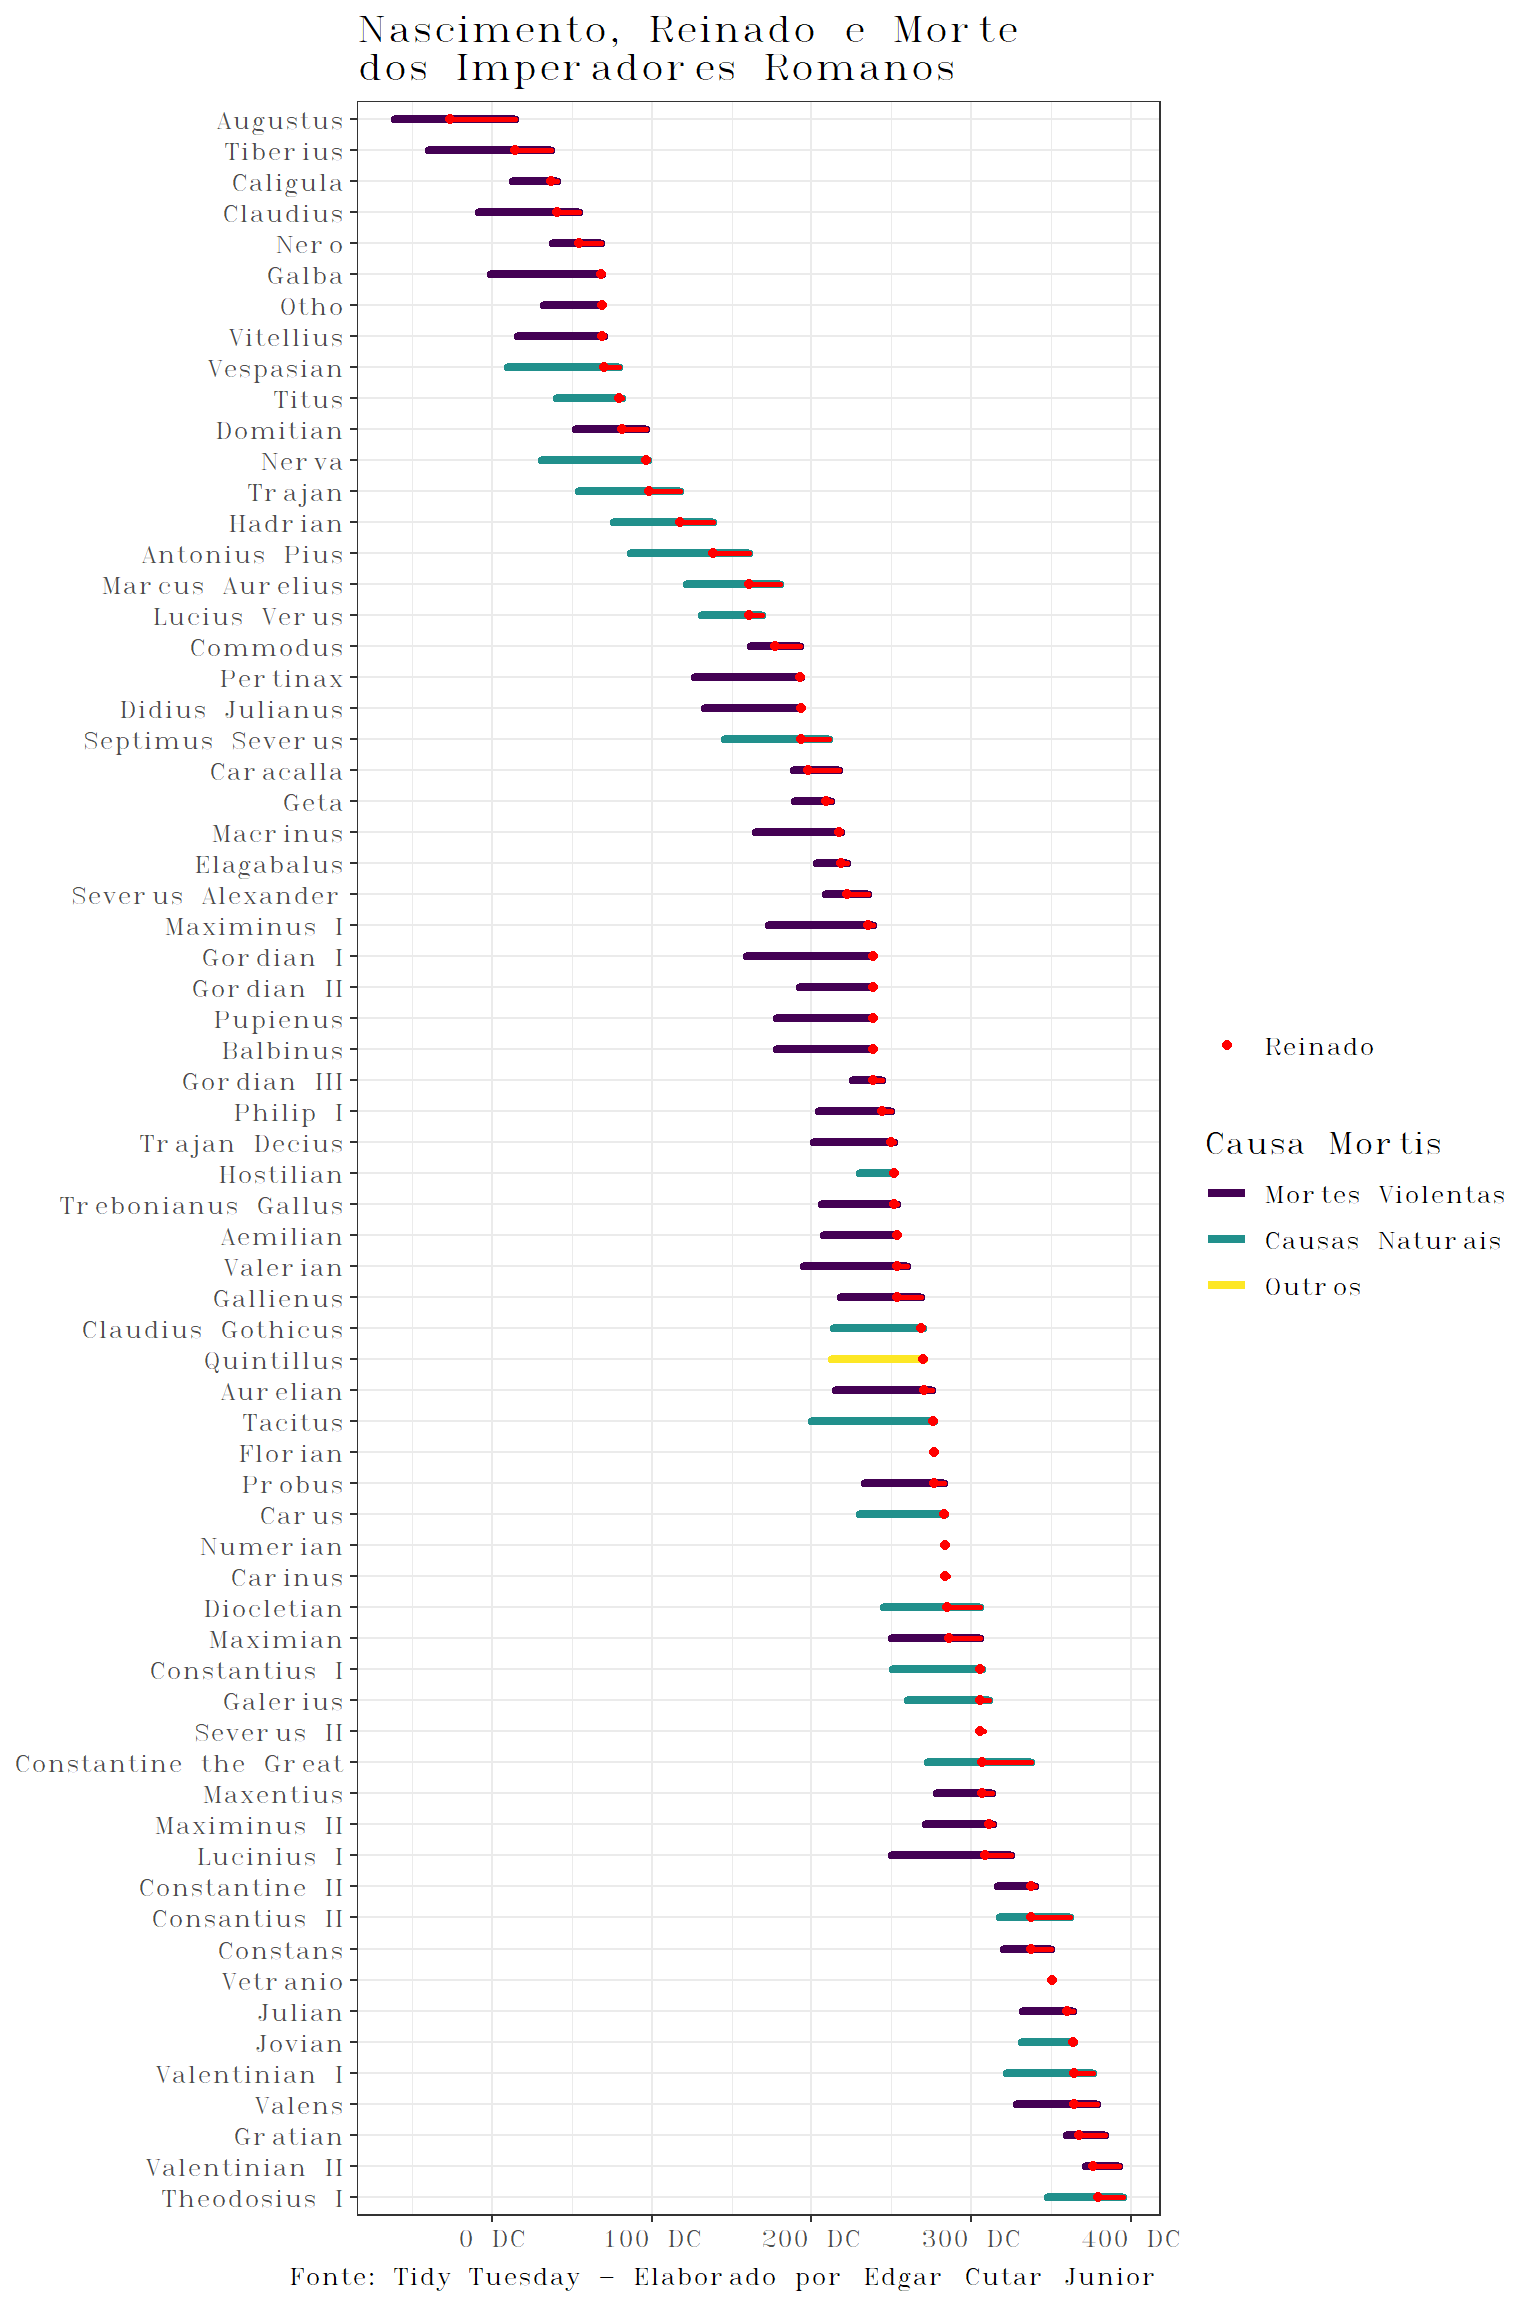 Nascimento, Reinado e Morte
dos Imperadores Romanos
Augustus
Tiberius
Caligula
Claudius
Nero
Galba
Otho
Vitellius
Vespasian
Titus
Domitian
Nerva
Trajan
Hadrian
Antonius Pius
Marcus Aurelius
Lucius Verus
Commodus
Pertinax
Didius Julianus
Septimus Severus
Caracalla
Geta
Macrinus
Elagabalus
Severus Alexander
Maximinus I
Gordian I
Gordian II
Pupienus
Balbinus
Gordian III
Philip I
Trajan Decius
Hostilian
Trebonianus Gallus
Aemilian
Valerian
Gallienus
Claudius Gothicus
Quintillus
Aurelian
Tacitus
Florian
Probus
Carus
Numerian
Carinus
Diocletian
Maximian
Constantius I
Galerius
Severus II
Constantine the Great
Maxentius
Maximinus II
Lucinius I
Constantine II
Consantius II
Constans
Vetranio
Julian
Jovian
Valentinian I
Valens
Gratian
Valentinian II
Theodosius I
0 DC 100 DC 200 DC 300 DC 400 DC
Fonte: Tidy Tuesday - Elaborado por Edgar Cutar Junior
Reinado
Causa Mortis
Mortes Violentas
Causas Naturais
Outros